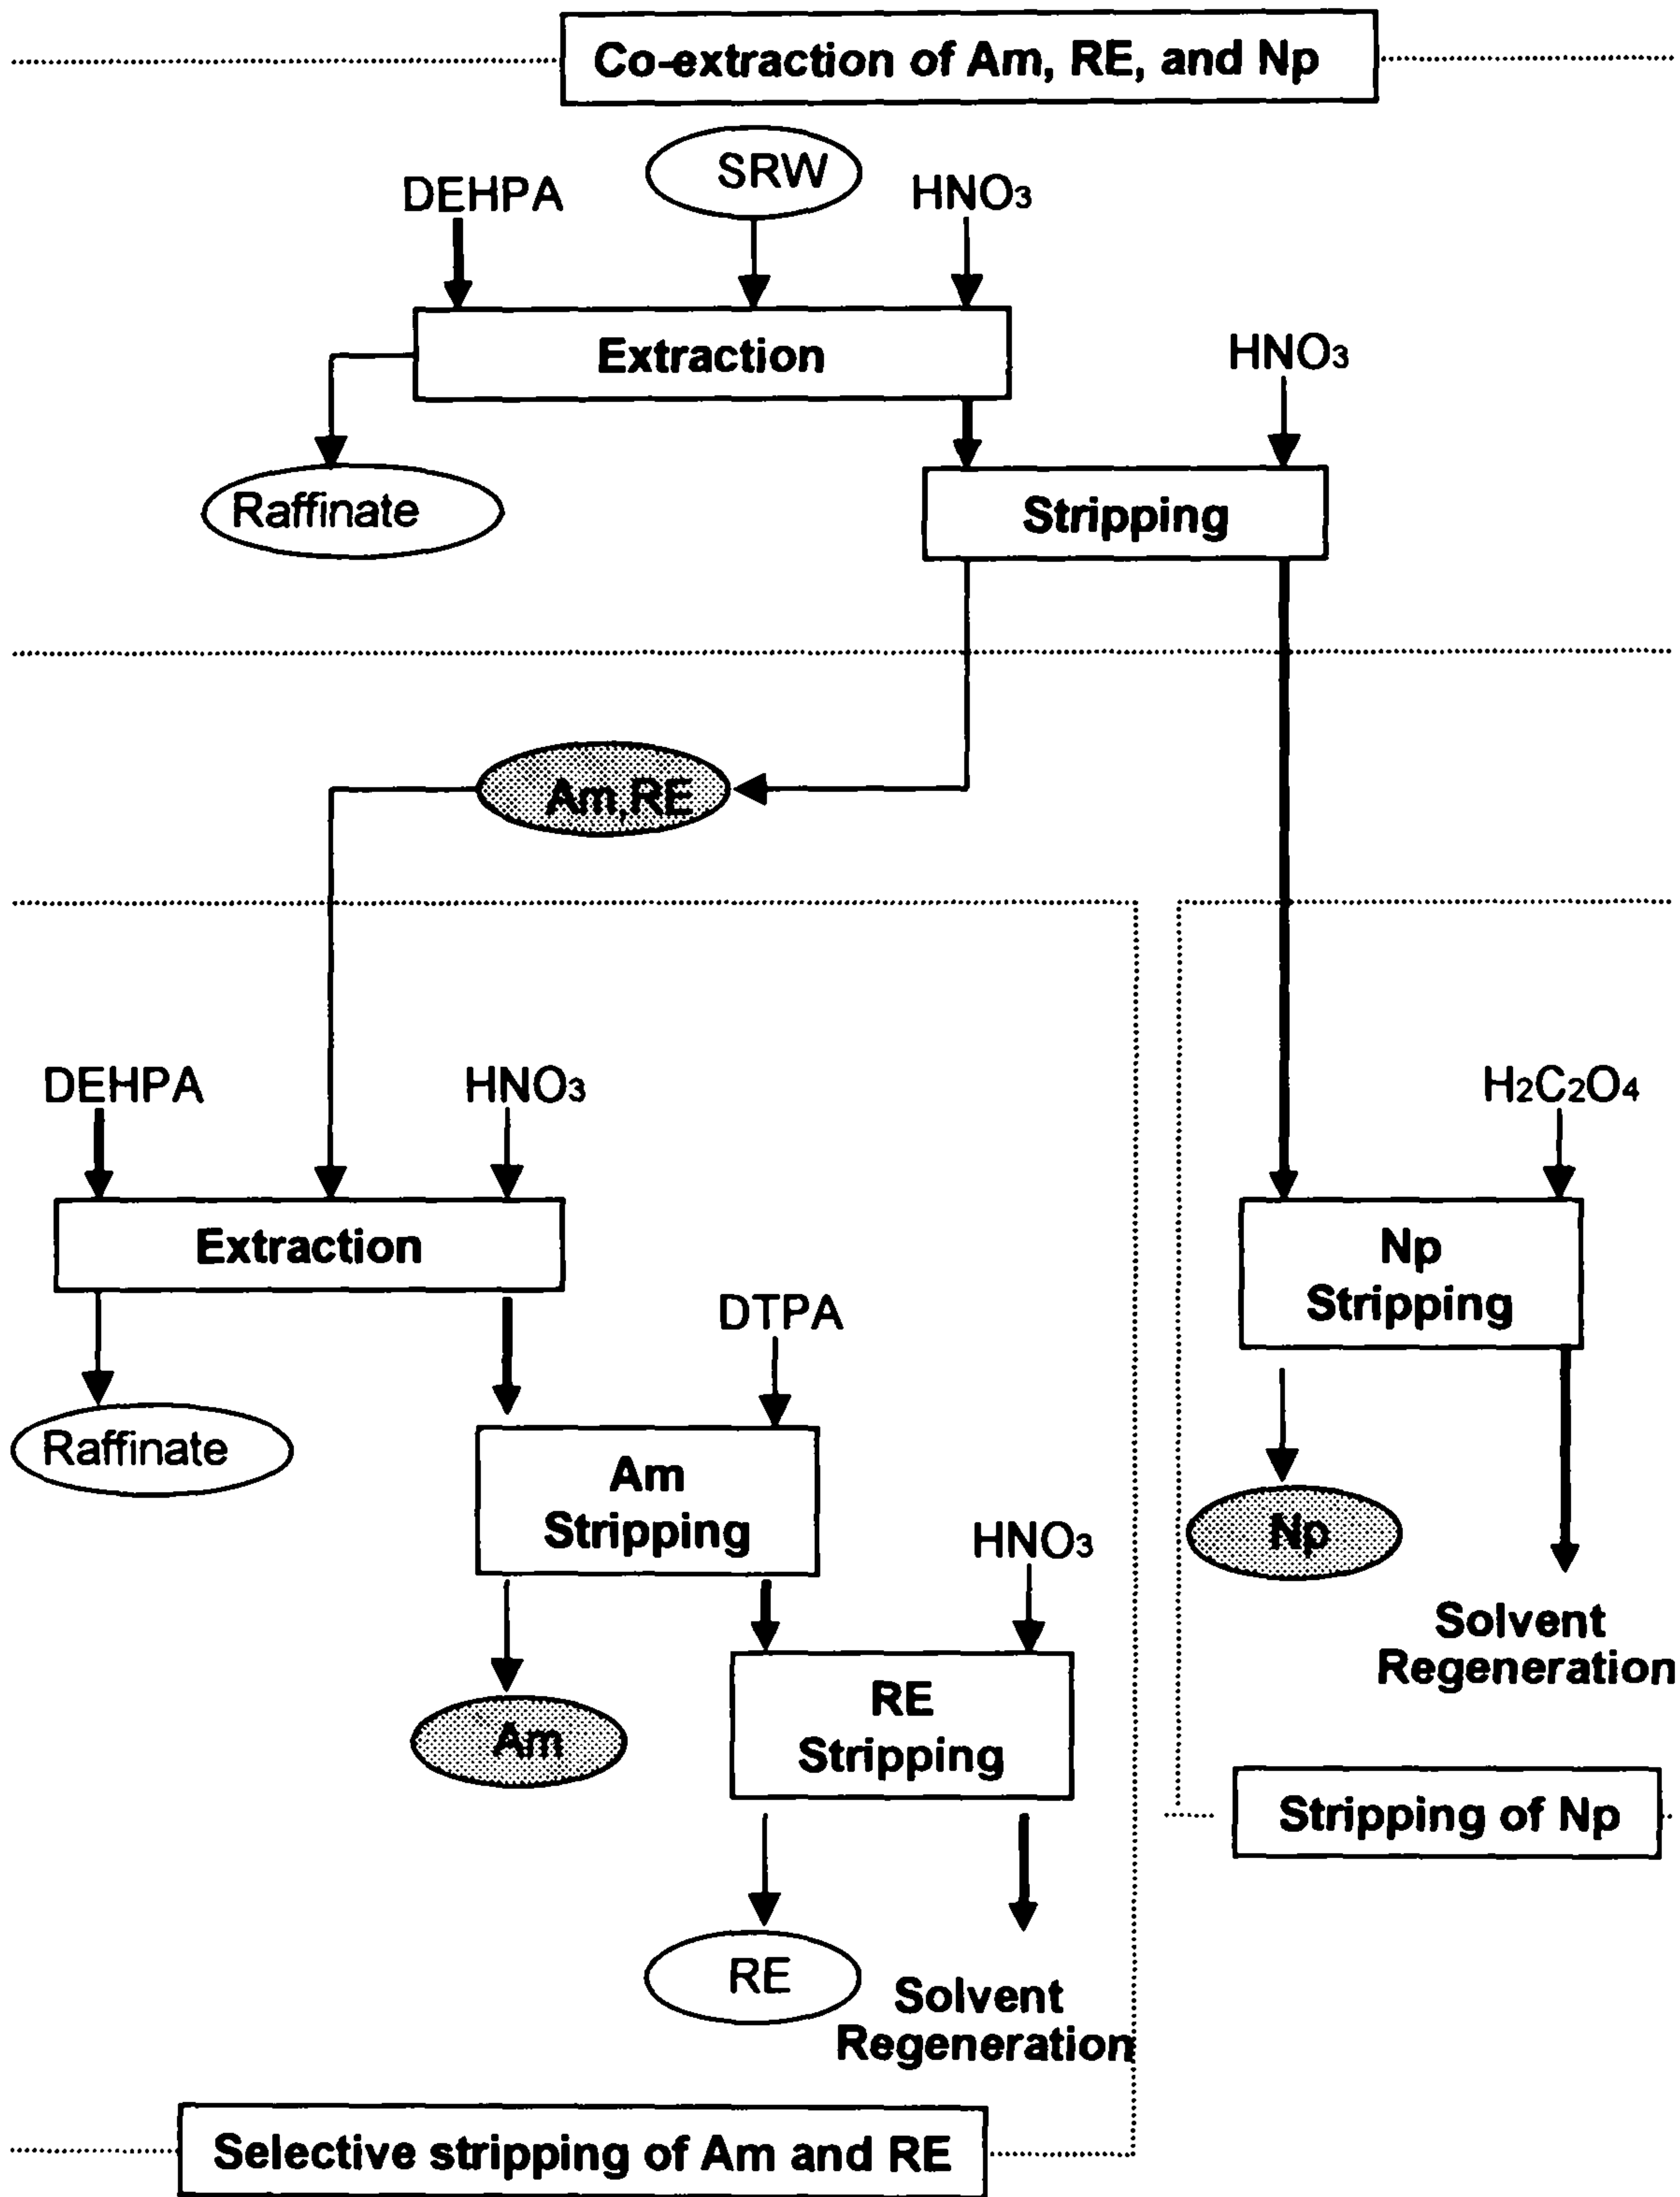 Co-extraction of Am, RE, and Np
SRW
DEHPA
HNO3
Extraction
HNO3
Raffinate
Stripping
Am,RE
DEHPA
HNO3
H2C2O4
Extraction
Np
Stripping
DTPA
Raffinate
Am
Stripping
HNO3
Np
Solvent
Regeneration
Am
RE
Stripping
Stripping of Np
RE
Solvent
Regeneration
Selective stripping of Am and RE